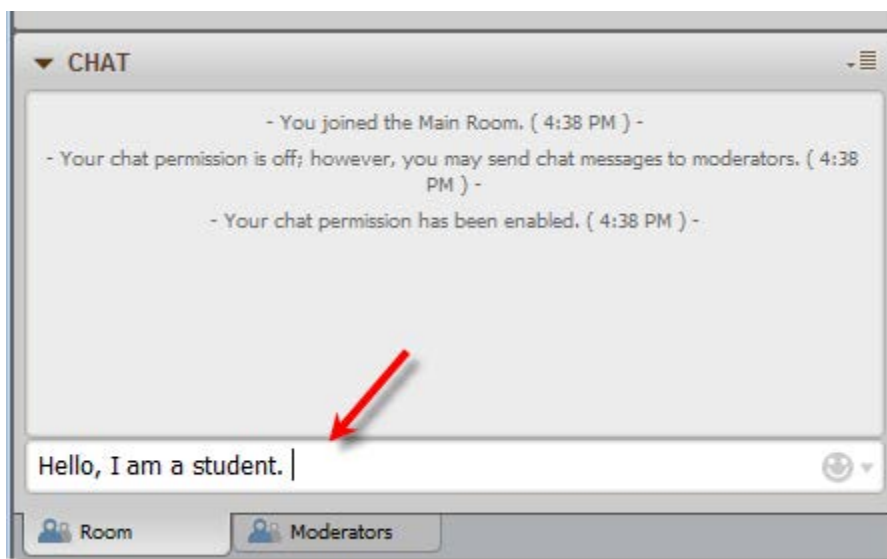 CHAT
- You joined the Main Room. ( 4:38 PM ) -
- Your chat permission is off; however, you may send chat messages to moderators. ( 4:38
PM ) -
- Your chat permission has been enabled. ( 4:38 PM ) -
Hello, I am a student.
Room
Moderators